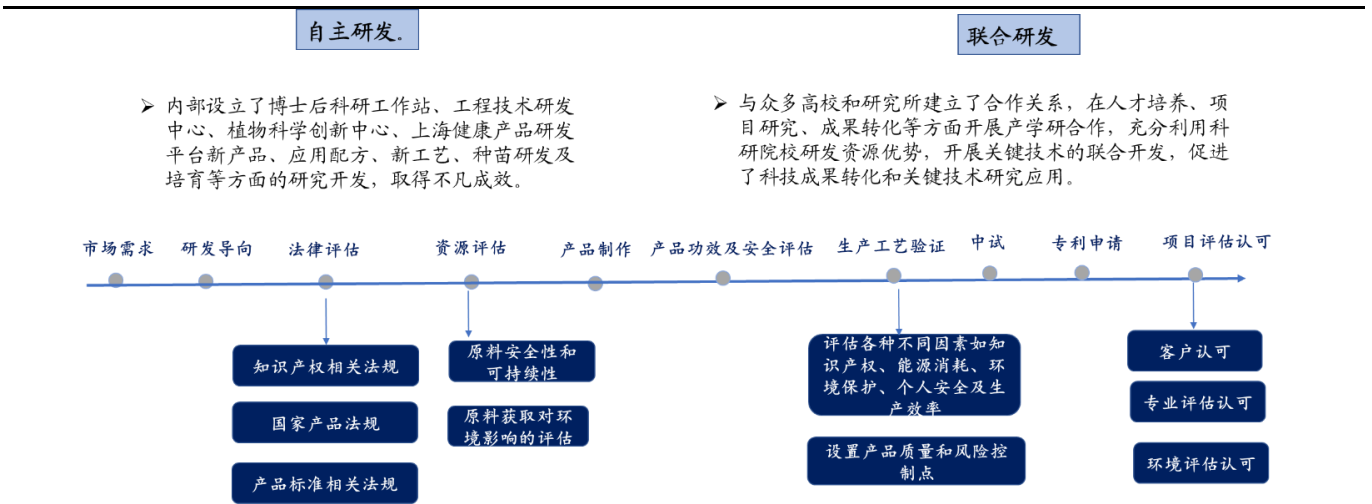 自主研发.
联合研发
➢ 内部设立了博士后科研工作站、工程技术研发
中心、植物科学创新中心、上海健康产品研发
平台新产品、应用配方、新工艺、种苗研发及
培育等方面的研究开发，取得不凡成效。
➢ 与众多高校和研究所建立了合作关系，在人才培养、项
目研究、成果转化等方面开展产学研合作，充分利用科
研院校研发资源优势，开展关键技术的联合开发，促进
了科技成果转化和关键技术研究应用。
市场需求
研发导向
法律评估
资源评估
产品制作
产品功效及安全评估
生产工艺验证
中试
专利申请
项目评估认可
知识产权相关法规
国家产品法规
产品标准相关法规
原料安全性和
可持续性
原料获取对环
境影响的评估
评估各种不同因素如知
识产权、能源消耗、环
境保护、个人安全及生
产效率
设置产品质量和风险控
制点
客户认可
专业评估认可
环境评估认可